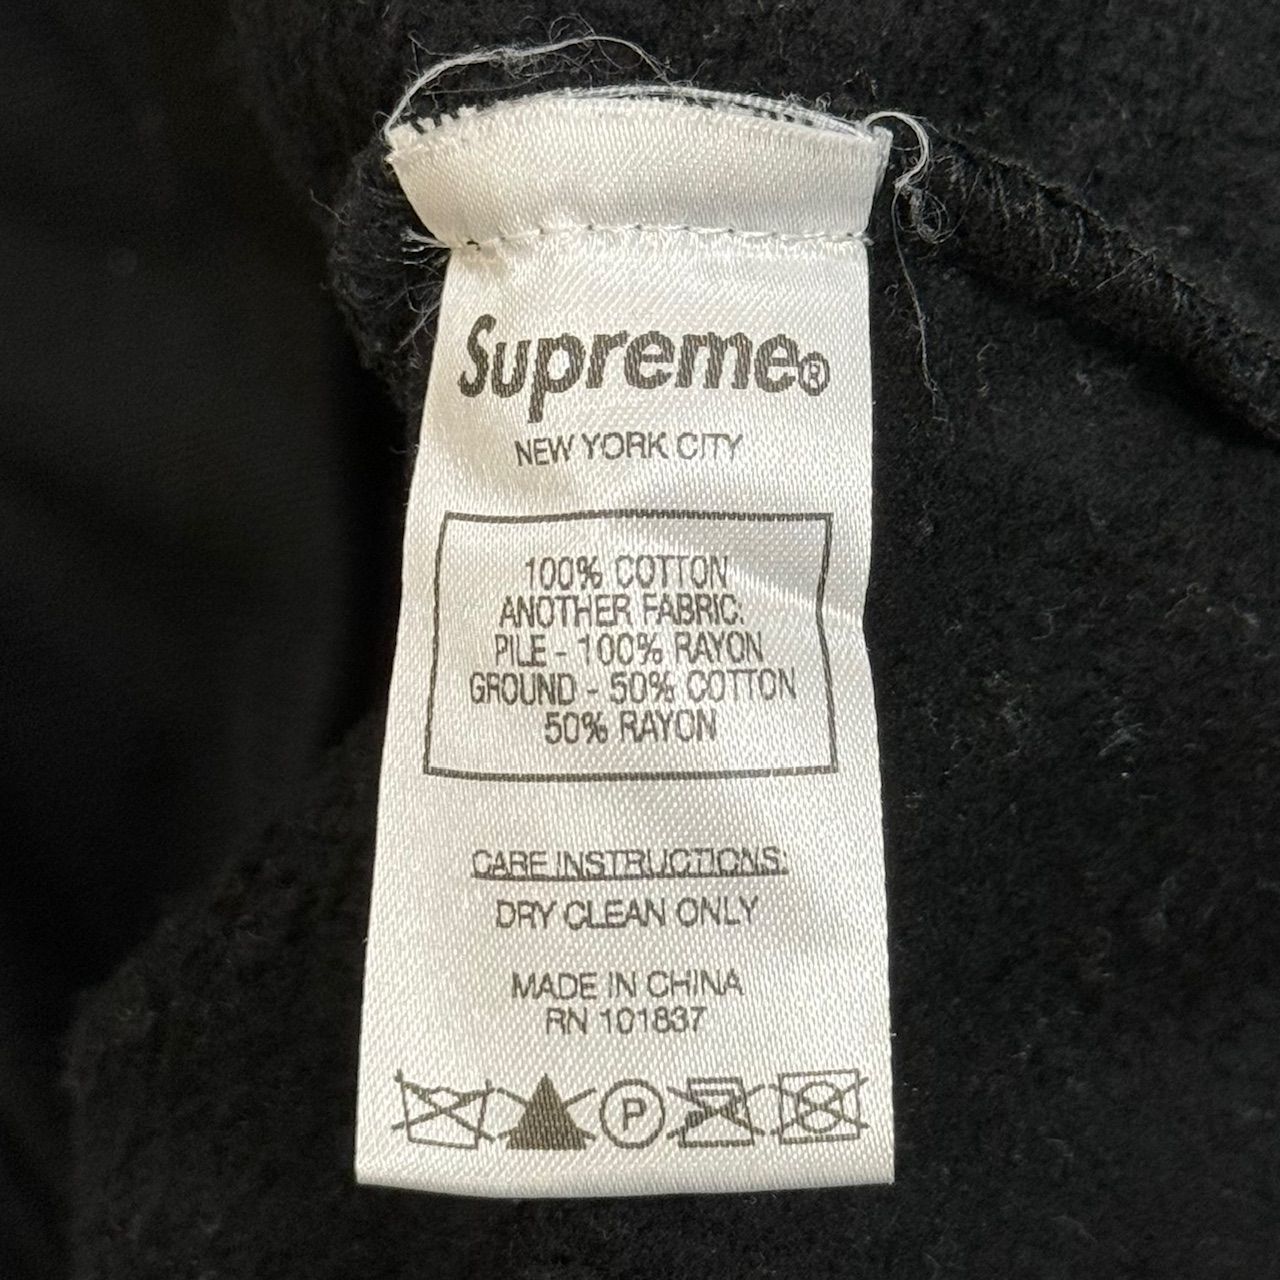 Supreme®
NEW YORK CITY
100% COTTON
ANOTHER FABRIC:
PILE - 100% RAYON
GROUND - 50% COTTON
50% RAYON
CARE INSTRUCTIONS:
DRY CLEAN ONLY
MADE IN CHINA
RN 101837
P